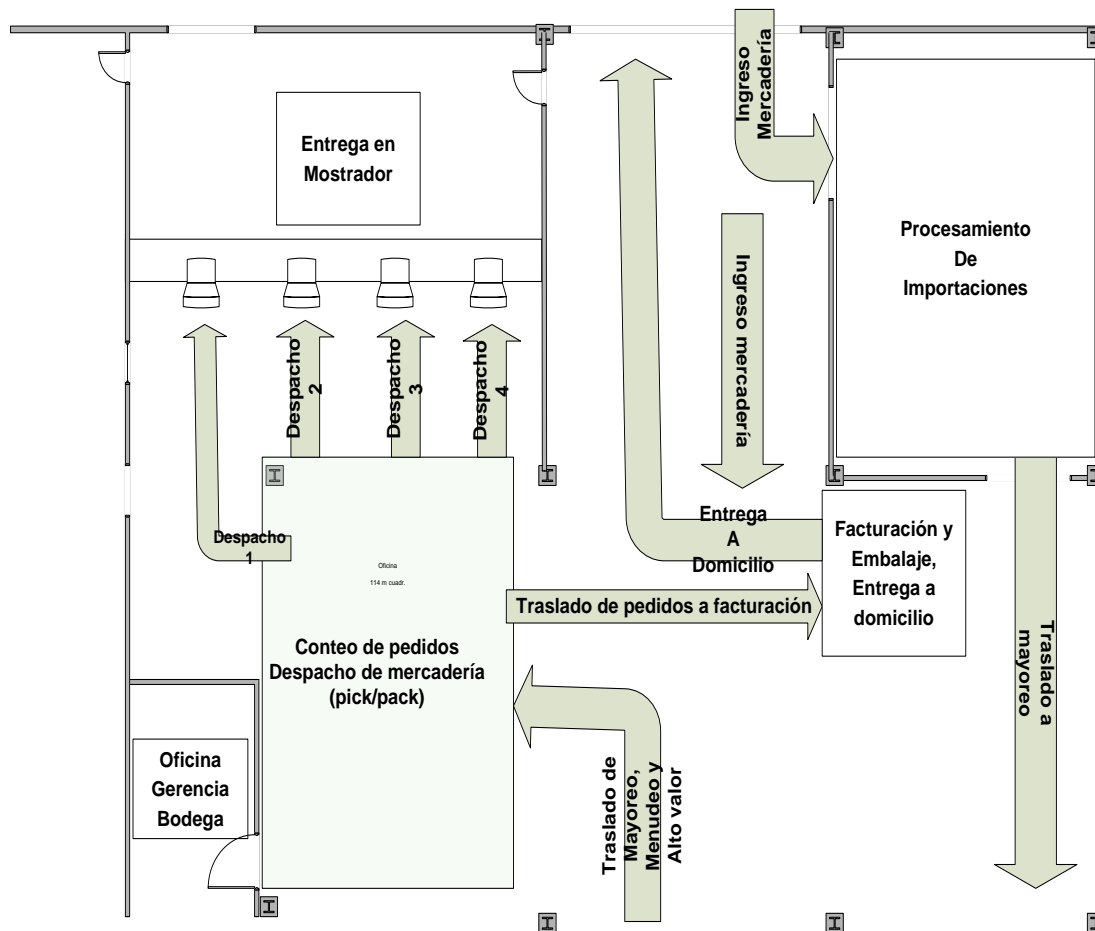 Ingreso
Mercadería
Entrega en
Mostrador
Procesamiento
De
Importaciones
Ingreso mercadería
Despacho
2
Despacho
3
Despacho
4
Despacho
1
Entrega
A
Domicilio
Facturación y
Embalaje,
Entrega a
domicilio
Oficina
114 m cuadr.
Traslado de pedidos a facturación
Conteo de pedidos
Despacho de mercadería
(pick/pack)
Traslado a
mayoreo
Oficina
Gerencia
Bodega
Traslado de
Mayoreo,
Menudeo y
Alto valor